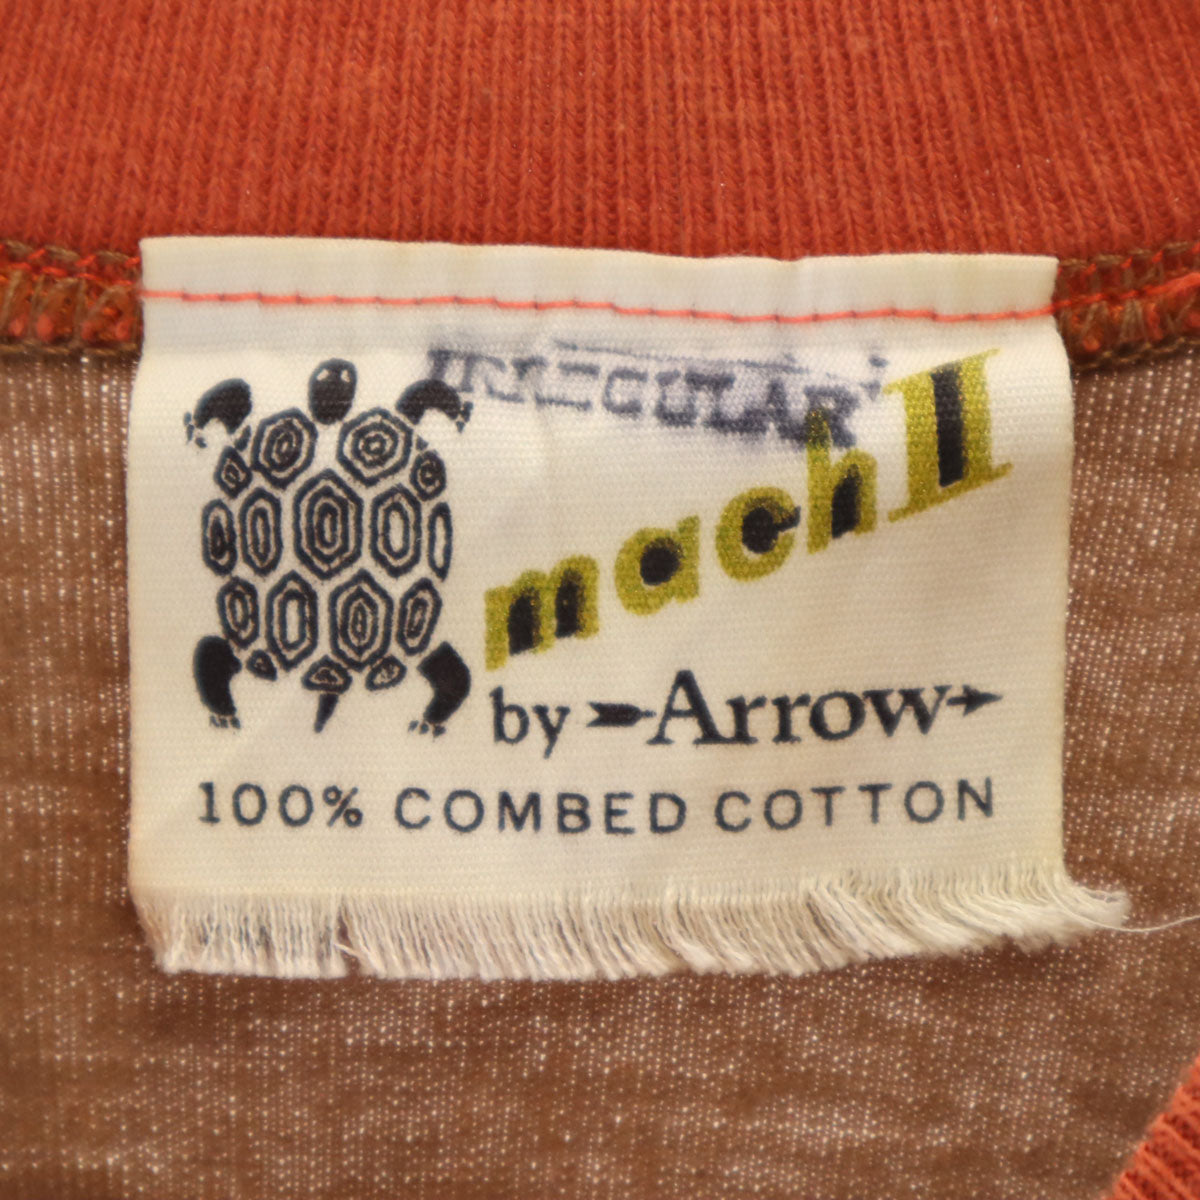 IRREGULAR
mach II
by Arrow
100% COMBED COTTON